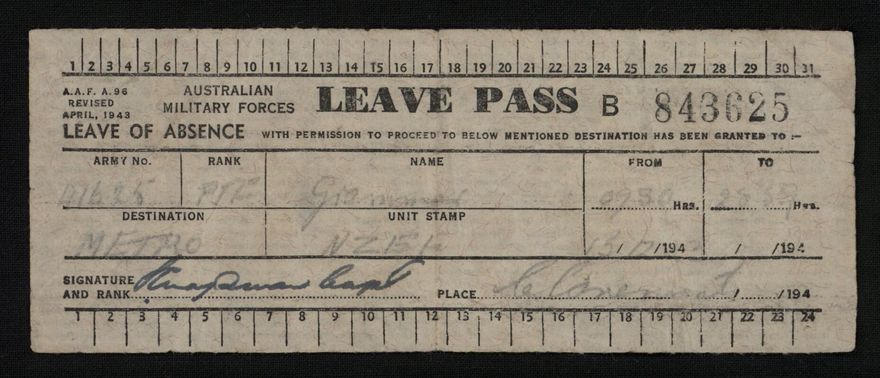 1 2 3 4 5 6 7 8 9 10 11 12 13 14 15 16 17 18 19 20 21 22 23 24 25 26 27 28 29 30 31
A.A.F. A.96
REVISED
APRIL, 1943
AUSTRALIAN
MILITARY FORCES
LEAVE PASS B 843625
LEAVE OF ABSENCE WITH PERMISSION TO PROCEED TO BELOW MENTIONED DESTINATION HAS BEEN GRANTED TO :-
ARMY No. RANK NAME FROM TO
PTE Hrs. Hrs.
DESTINATION UNIT STAMP
METRO / /194 / /194
SIGNATURE
AND RANK Capt PLACE / /194
1 2 3 4 5 6 7 8 9 10 11 12 13 14 15 16 17 18 19 20 21 22 23 24